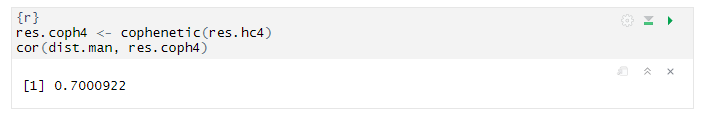 {r}
res.coph4 <- cophenetic(res.hc4)
cor(dist.man, res.coph4)
[1] 0.7000922